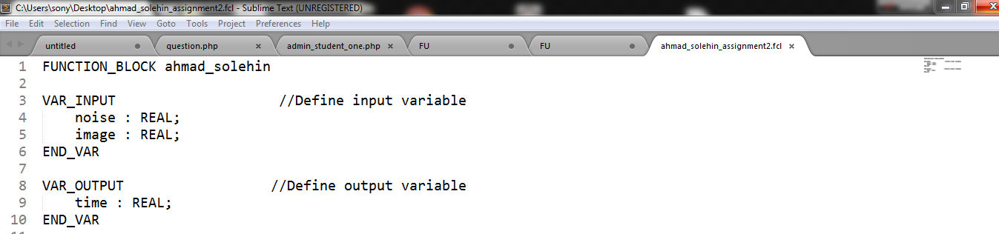 C:\Users\sony\Desktop\ahmad_solehin_assignment2.fcl - Sublime Text (UNREGISTERED)
File Edit Selection Find View Goto Tools Project Preferences Help
untitled question.php admin_student_one.php FU FU ahmad_solehin_assignment2.fcl
1 FUNCTION_BLOCK ahmad_solehin
2
3 VAR_INPUT //Define input variable
4 noise : REAL;
5 image : REAL;
6 END_VAR
7
8 VAR_OUTPUT //Define output variable
9 time : REAL;
10 END_VAR